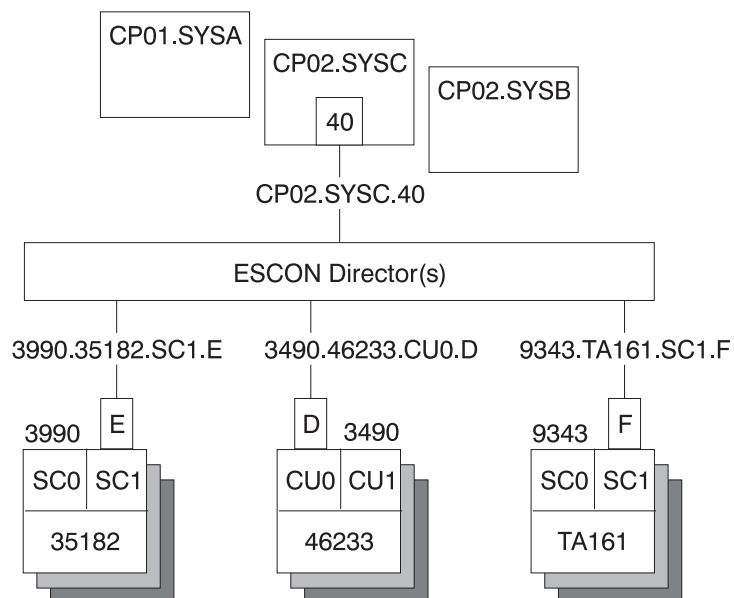 CP01.SYSA
CP02.SYSC
CP02.SYSB
40
CP02.SYSC.40
ESCON Director(s)
3990.35182.SC1.E
3490.46233.CU0.D
9343.TA161.SC1.F
E
D
F
3990
3490
9343
SC0 SC1
CU0 CU1
SC0 SC1
35182
46233
TA161